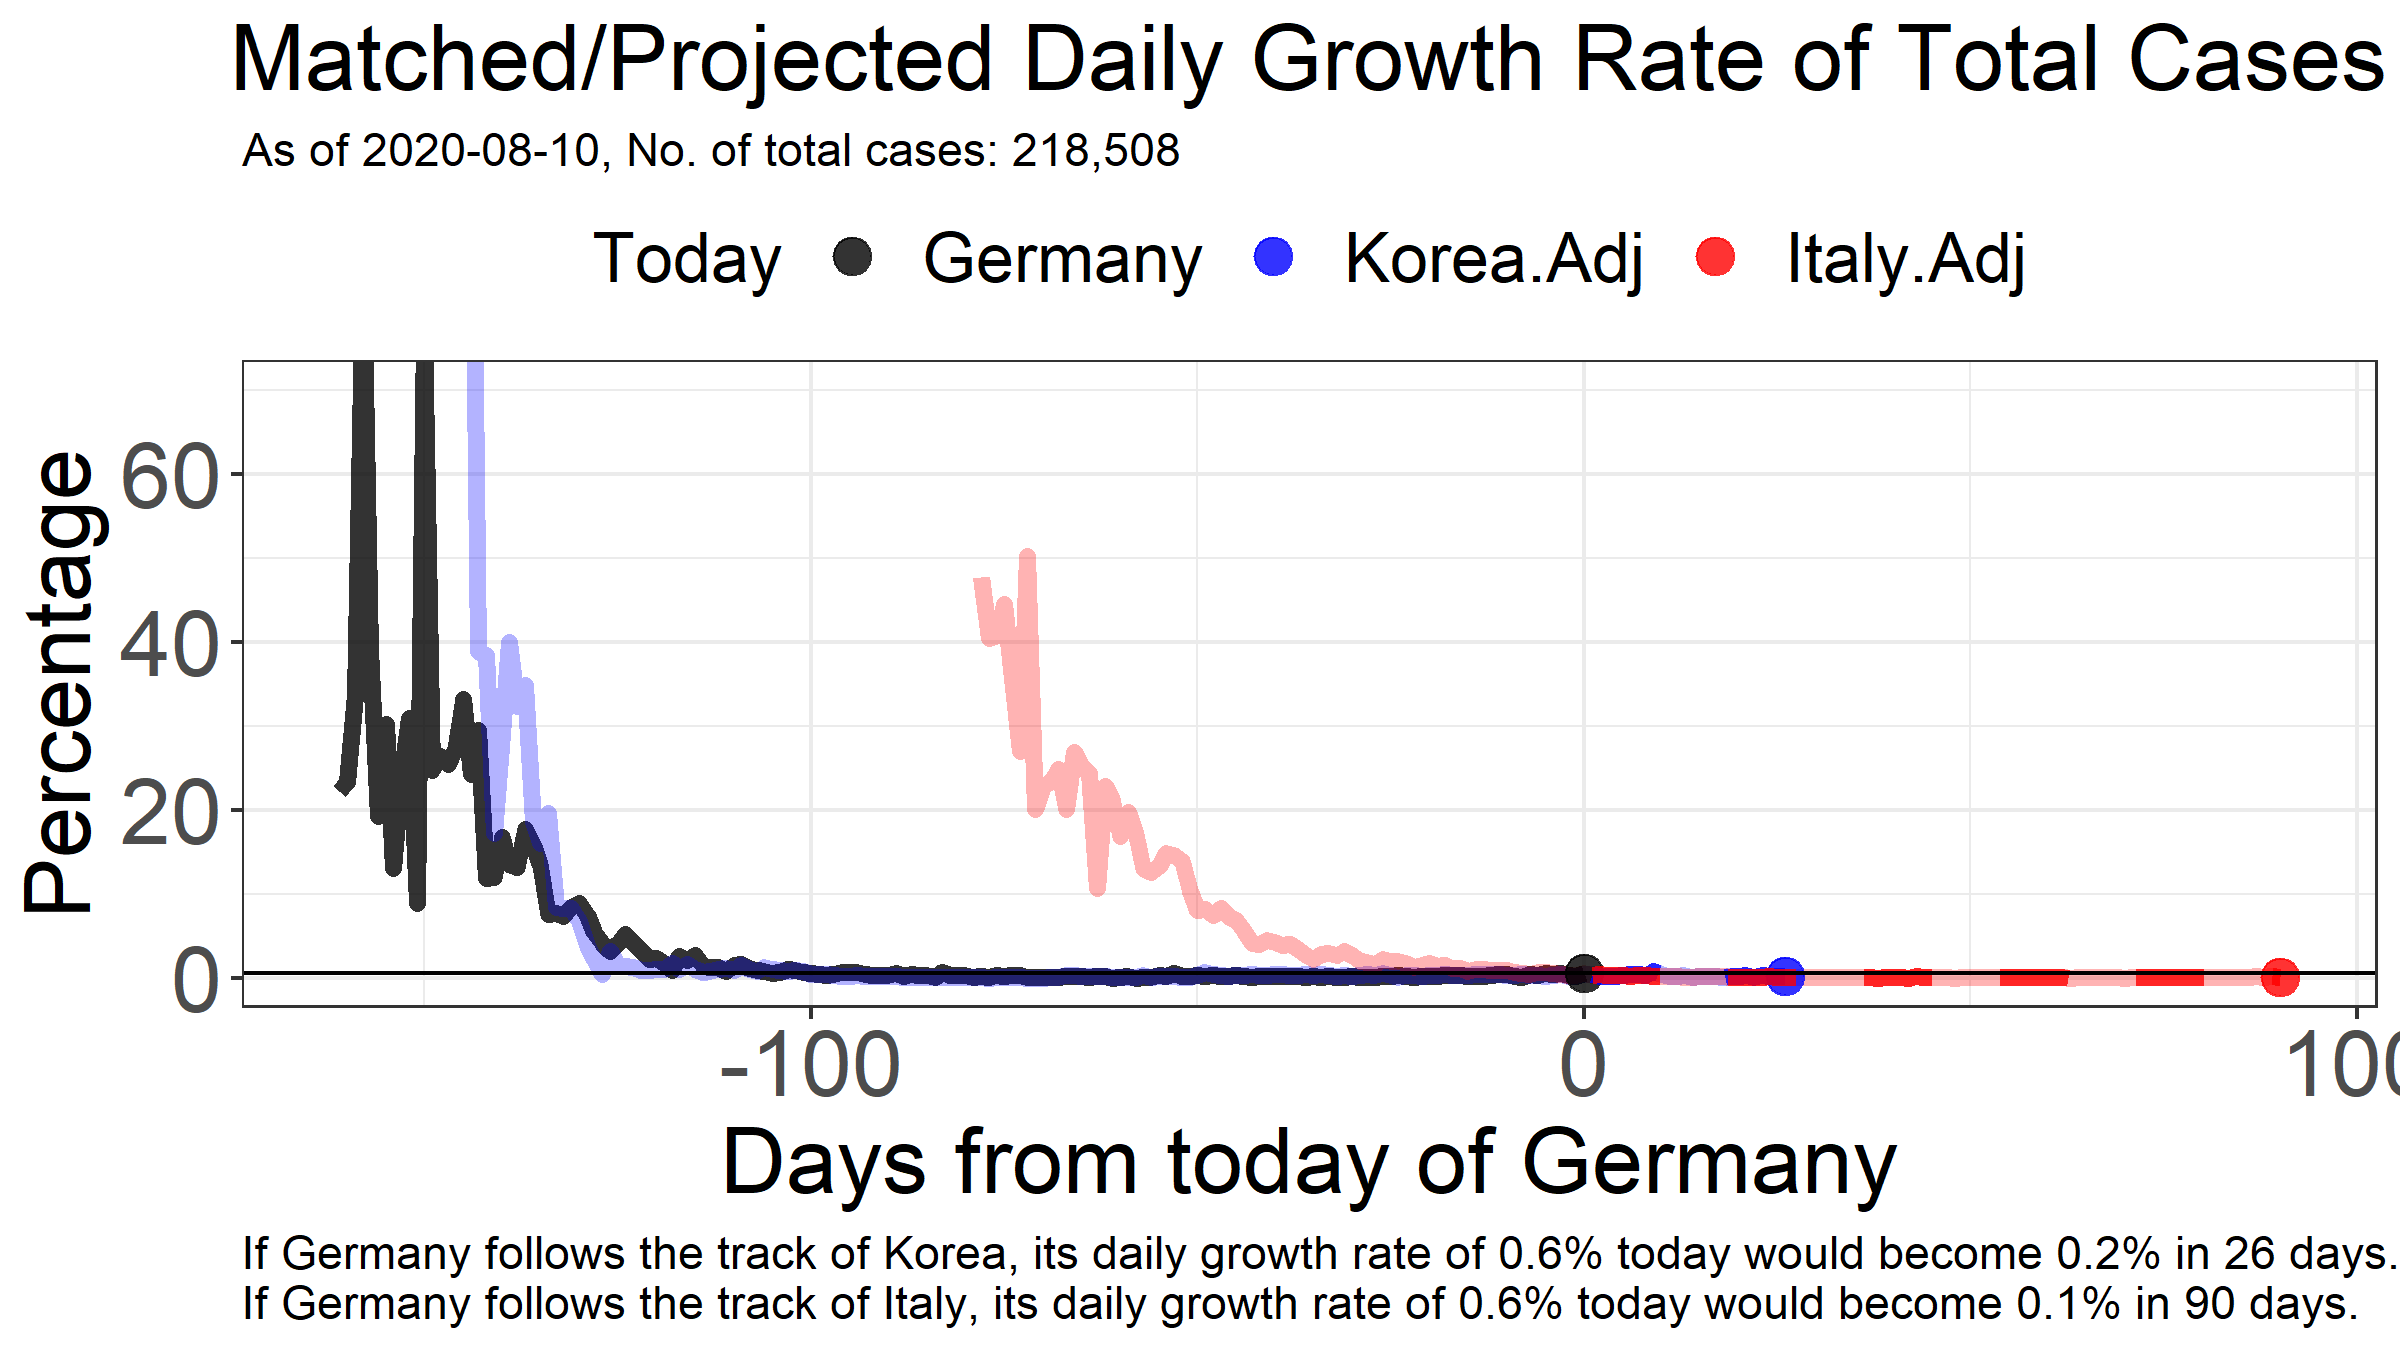 Matched/Projected Daily Growth Rate of Total Cases
As of 2020-08-10, No. of total cases: 218,508
Today Germany Korea.Adj Italy.Adj
Percentage
60
40
20
0
-100 0 100
Days from today of Germany
If Germany follows the track of Korea, its daily growth rate of 0.6% today would become 0.2% in 26 days.
If Germany follows the track of Italy, its daily growth rate of 0.6% today would become 0.1% in 90 days.